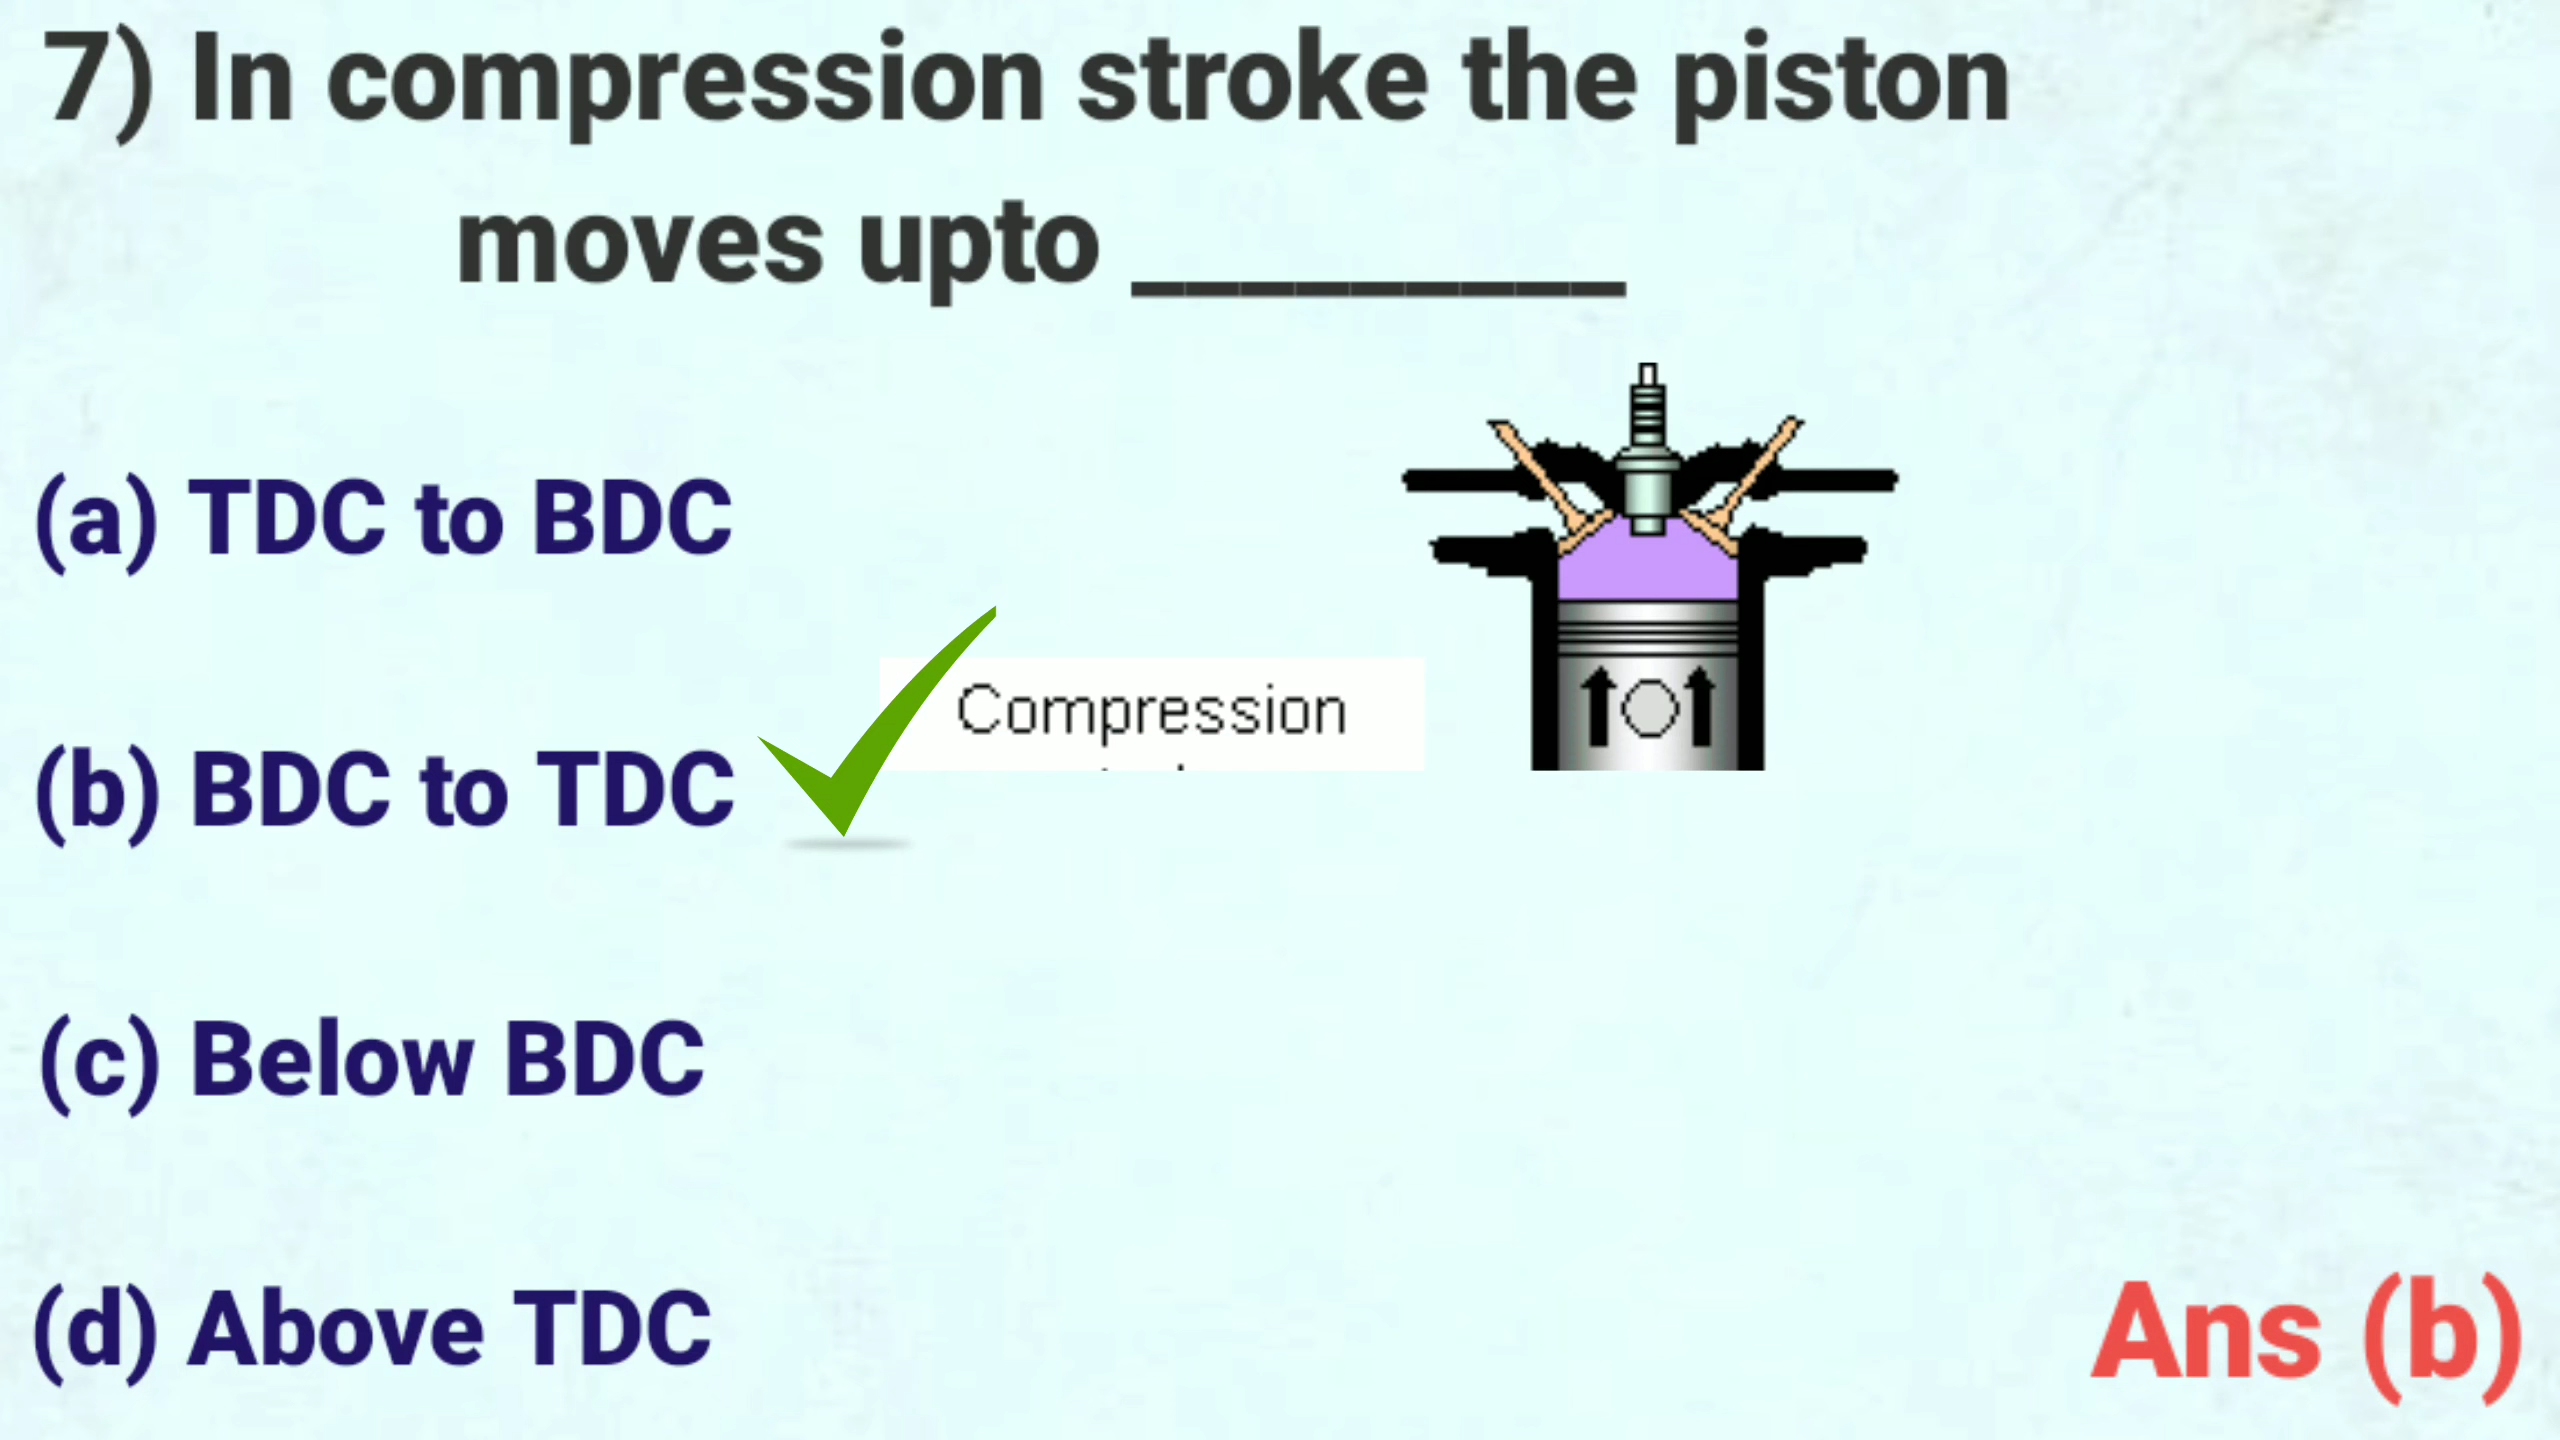 7) In compression stroke the piston
moves upto _________
(a) TDC to BDC
(b) BDC to TDC
Compression
(c) Below BDC
(d) Above TDC
Ans (b)